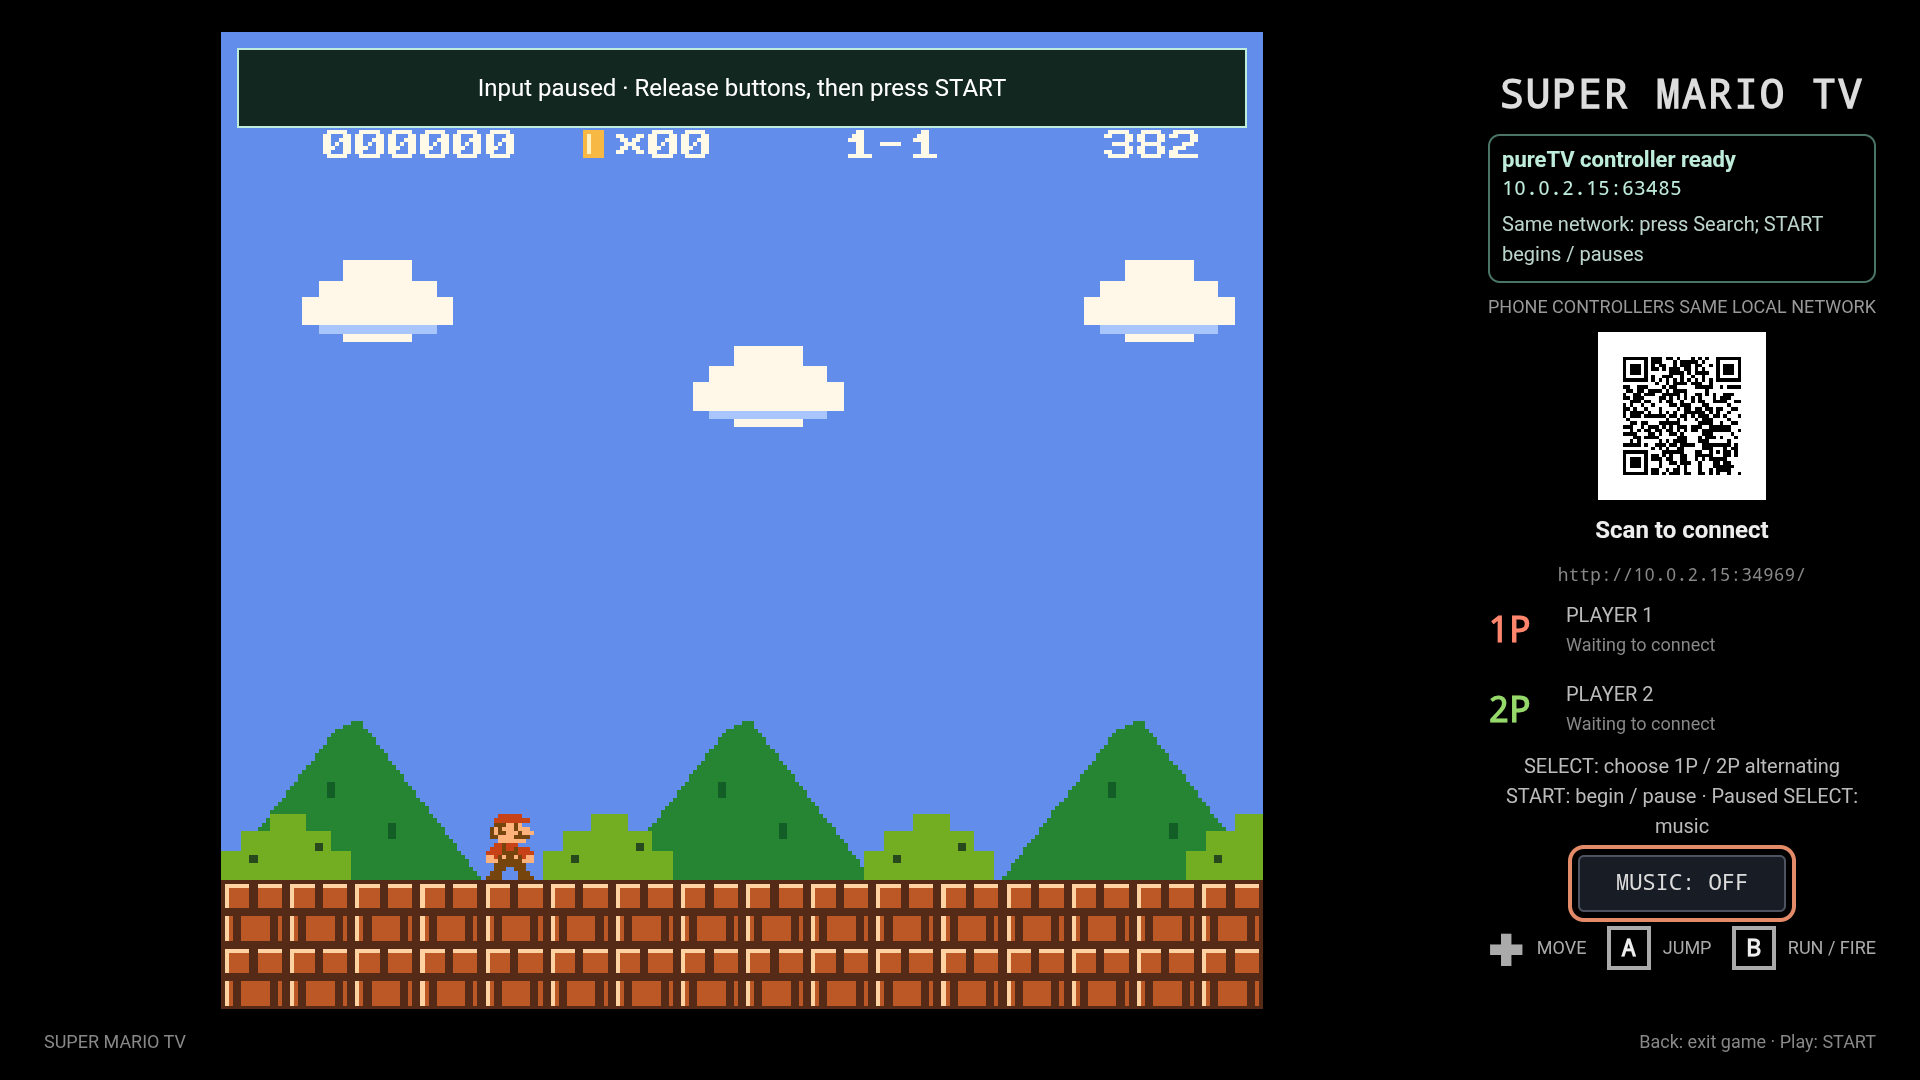 Input paused · Release buttons, then press START
000000 x00 1-1 382
SUPER MARIO TV
pureTV controller ready
10.0.2.15:63485
Same network: press Search; START
begins / pauses
PHONE CONTROLLERS SAME LOCAL NETWORK
Scan to connect
http://10.0.2.15:34969/
1P PLAYER 1
Waiting to connect
2P PLAYER 2
Waiting to connect
SELECT: choose 1P / 2P alternating
START: begin / pause · Paused SELECT:
music
MUSIC: OFF
MOVE A JUMP B RUN / FIRE
SUPER MARIO TV
Back: exit game · Play: START